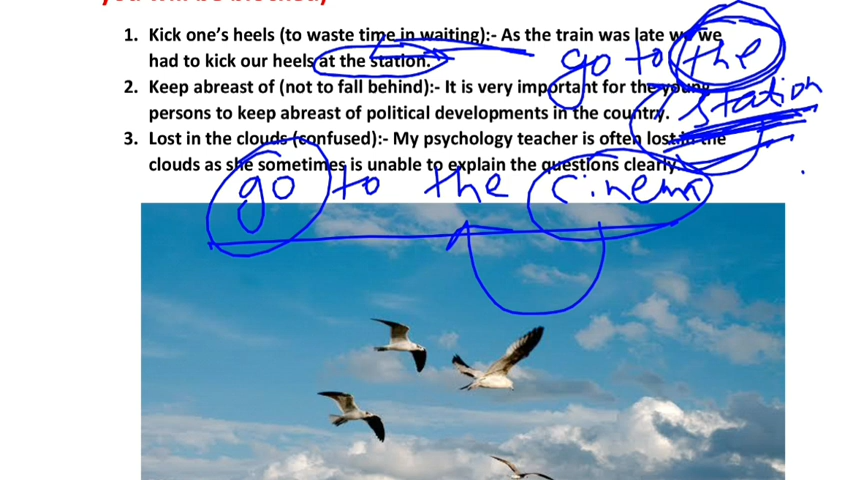 1. Kick one's heels (to waste time in waiting):- As the train was late we
go to the
had to kick our heels at the station.
2. Keep abreast of (not to fall behind):- It is very important for the young
station
persons to keep abreast of political developments in the country.
3. Lost in the clouds (confused):- My psychology teacher is often lost in the
clouds as she sometimes is unable to explain the questions clearly.
go to the cinema